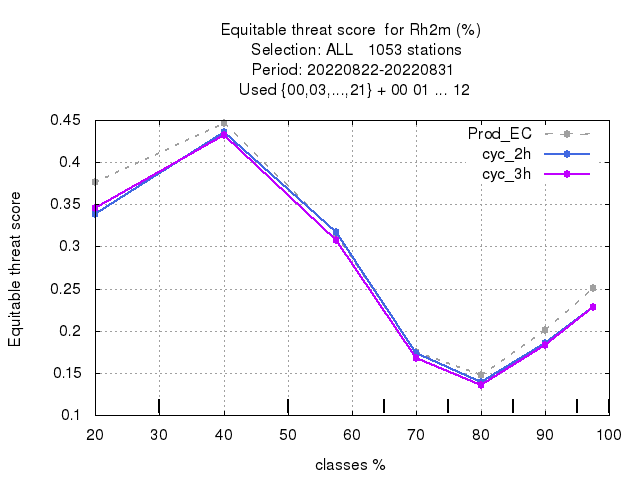 Equitable threat score  for Rh2m (%)
Selection: ALL   1053 stations
Period: 20220822-20220831
Used {00,03,...,21} + 00 01 ... 12
Prod_EC
cyc_2h
cyc_3h
Equitable threat score
0.45
0.4
0.35
0.3
0.25
0.2
0.15
0.1
20 30 40 50 60 70 80 90 100
classes %